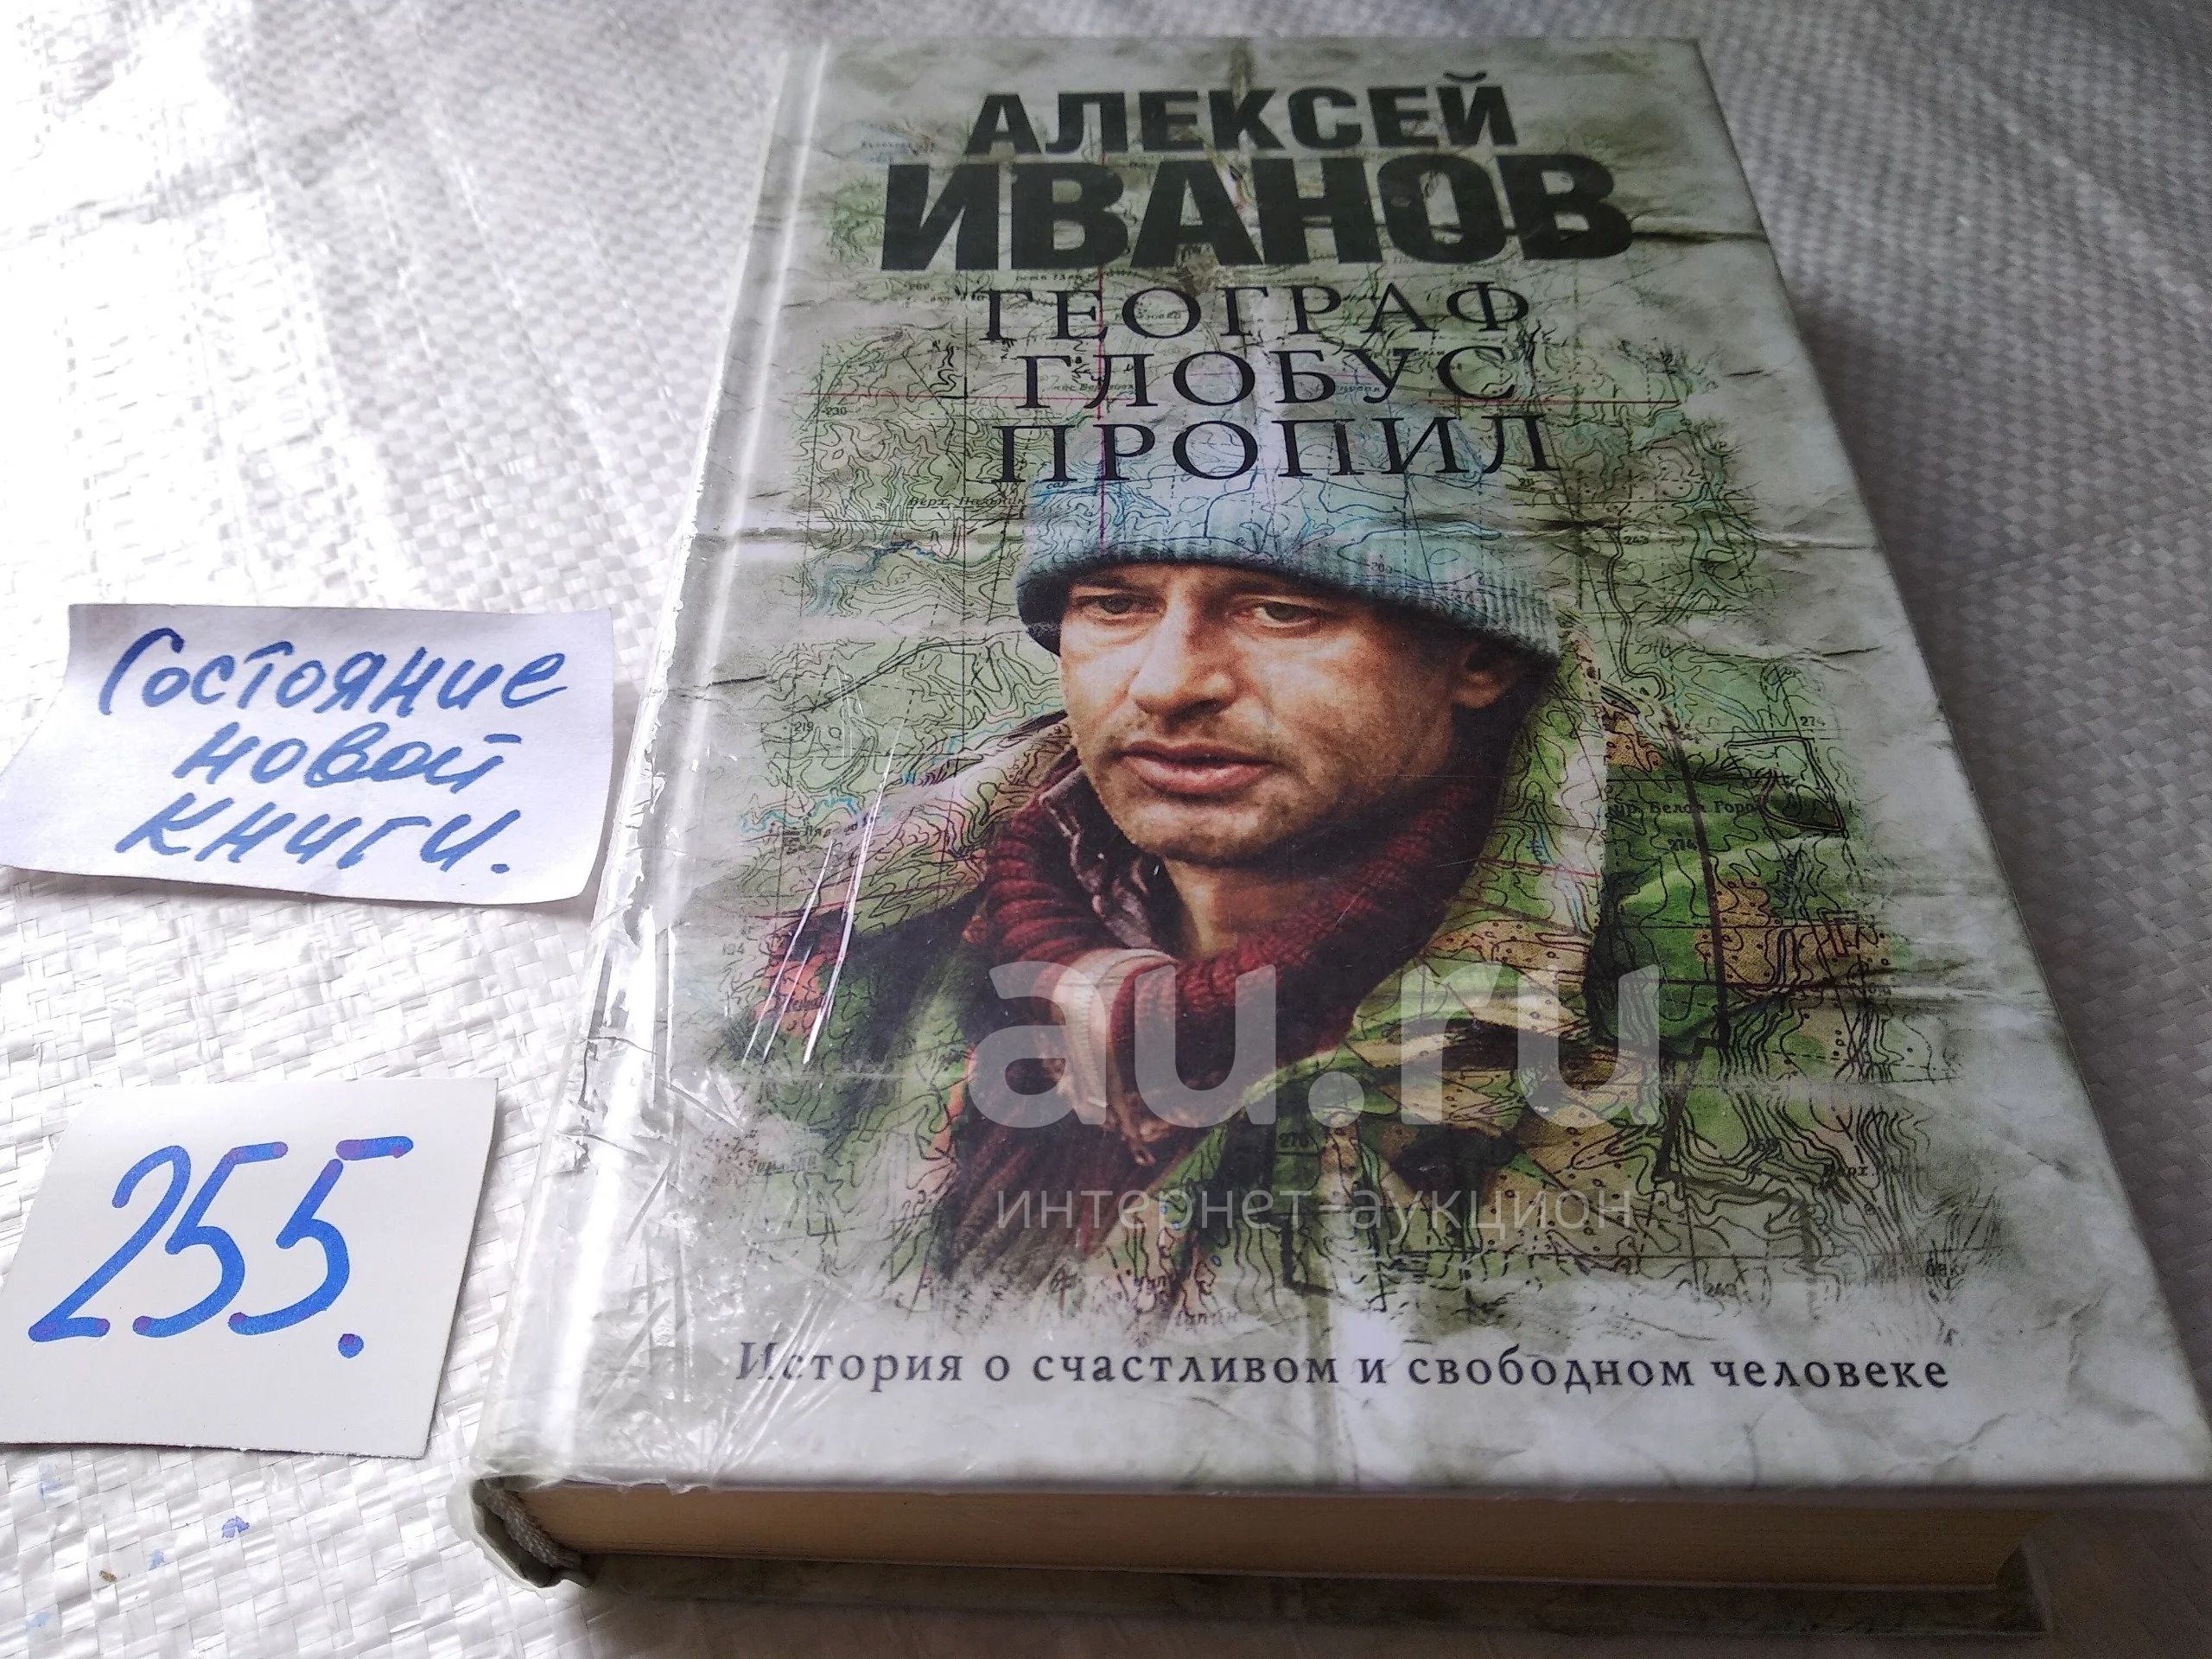 АЛЕКСЕЙ
ИВАНОВ
ГЕОГРАФ
ГЛОБУС
ПРОПИЛ
Состояние
новой
книги.
255.
au.ru
интернет-аукцион
История о счастливом и свободном человеке